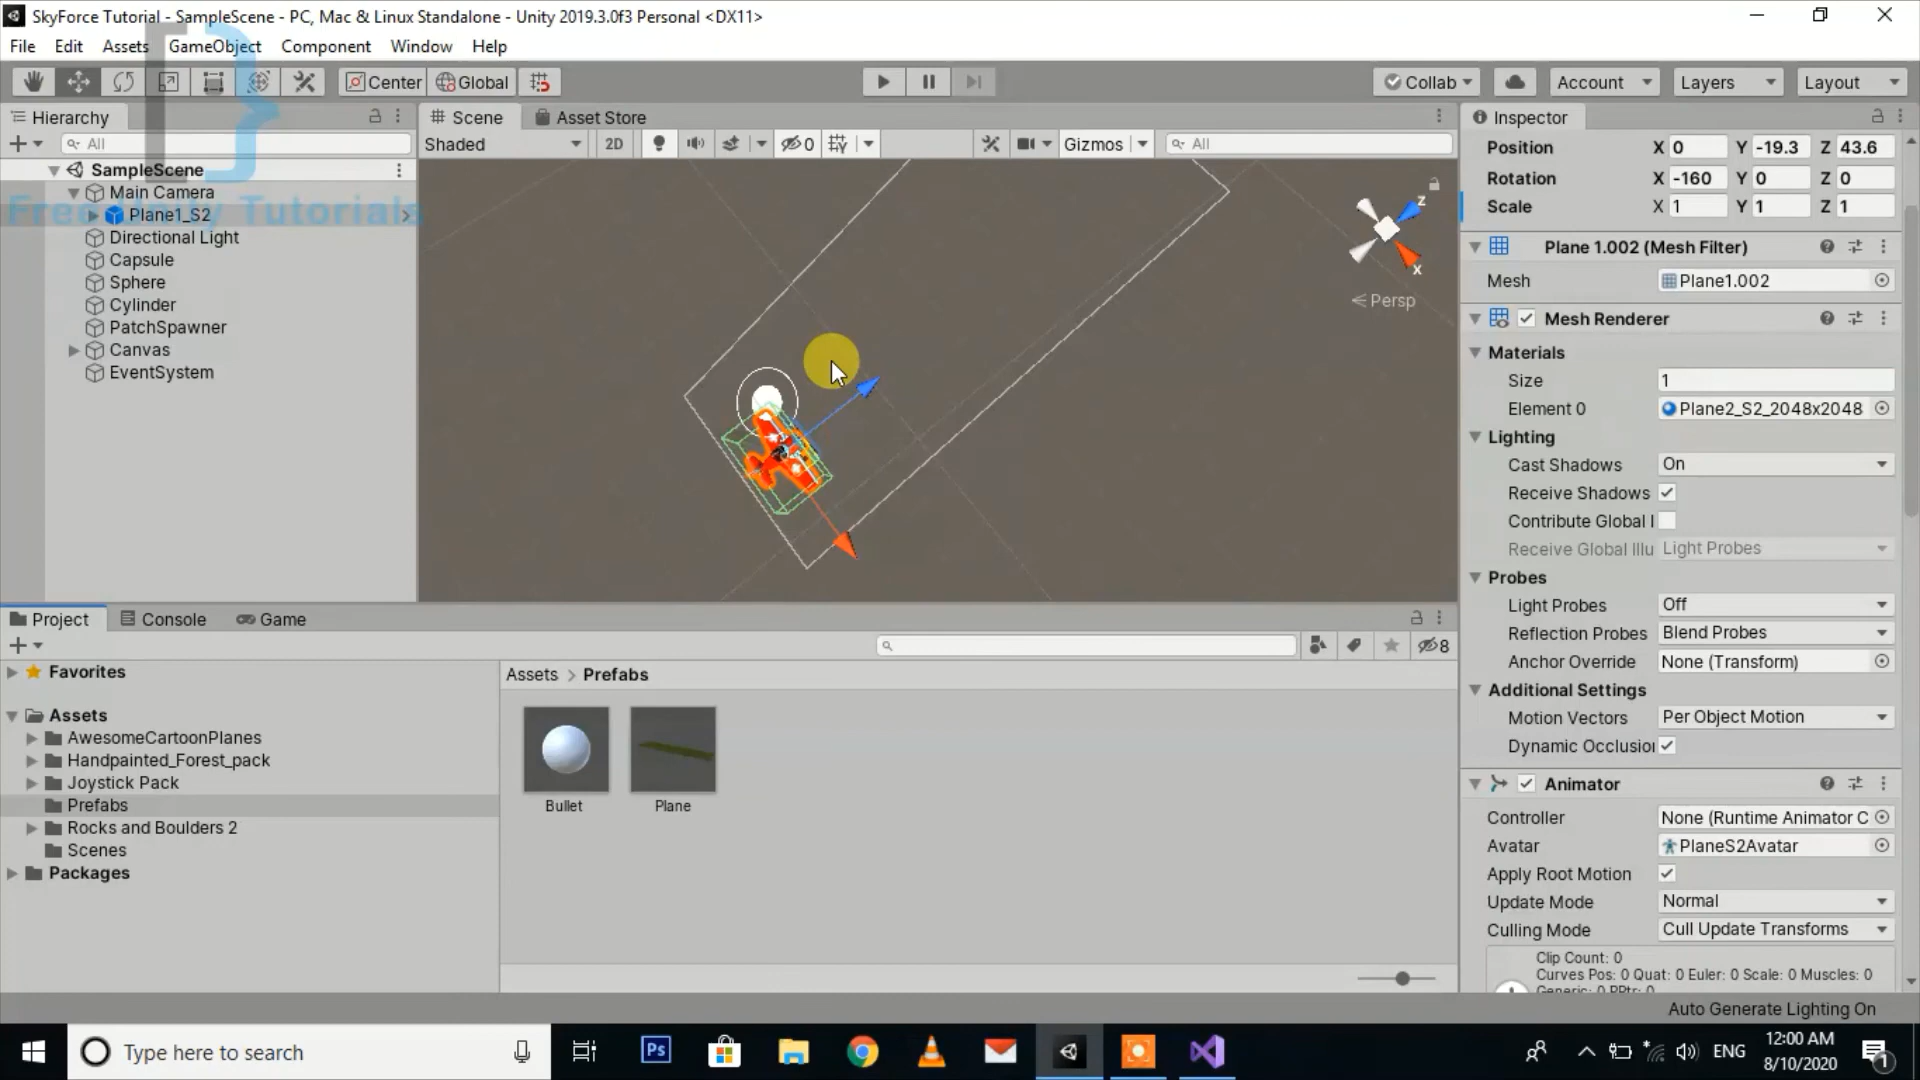 SkyForce Tutorial - SampleScene - PC, Mac & Linux Standalone - Unity 2019.3.0f3 Personal <DX11>
File Edit Assets GameObject Component Window Help
Center Global Collab Account Layers Layout
Hierarchy
All
SampleScene
Main Camera
Plane1_S2
Free Unity Tutorials
Directional Light
Capsule
Sphere
Cylinder
PatchSpawner
Canvas
EventSystem
Scene Asset Store
Shaded 2D 0 Gizmos All
Z
X
Persp
Inspector
Position X 0 Y -19.3 Z 43.6
Rotation X -160 Y 0 Z 0
Scale X 1 Y 1 Z 1
Plane 1.002 (Mesh Filter)
Mesh Plane1.002
Mesh Renderer
Materials
Size 1
Element 0 Plane2_S2_2048x2048
Lighting
Cast Shadows On
Receive Shadows
Contribute Global I
Receive Global Illu Light Probes
Probes
Light Probes Off
Reflection Probes Blend Probes
Anchor Override None (Transform)
Additional Settings
Motion Vectors Per Object Motion
Dynamic Occlusio
Animator
Controller None (Runtime Animator C
Avatar PlaneS2Avatar
Apply Root Motion
Update Mode Normal
Culling Mode Cull Update Transforms
Clip Count: 0
Curves Pos: 0 Quat: 0 Euler: 0 Scale: 0 Muscles: 0
Generic: 0 PPtr: 0
Project Console Game
8
Favorites
Assets
AwesomeCartoonPlanes
Handpainted_Forest_pack
Joystick Pack
Prefabs
Rocks and Boulders 2
Scenes
Packages
Assets > Prefabs
Bullet Plane
Auto Generate Lighting On
Type here to search
Ps
ENG
12:00 AM
8/10/2020
1